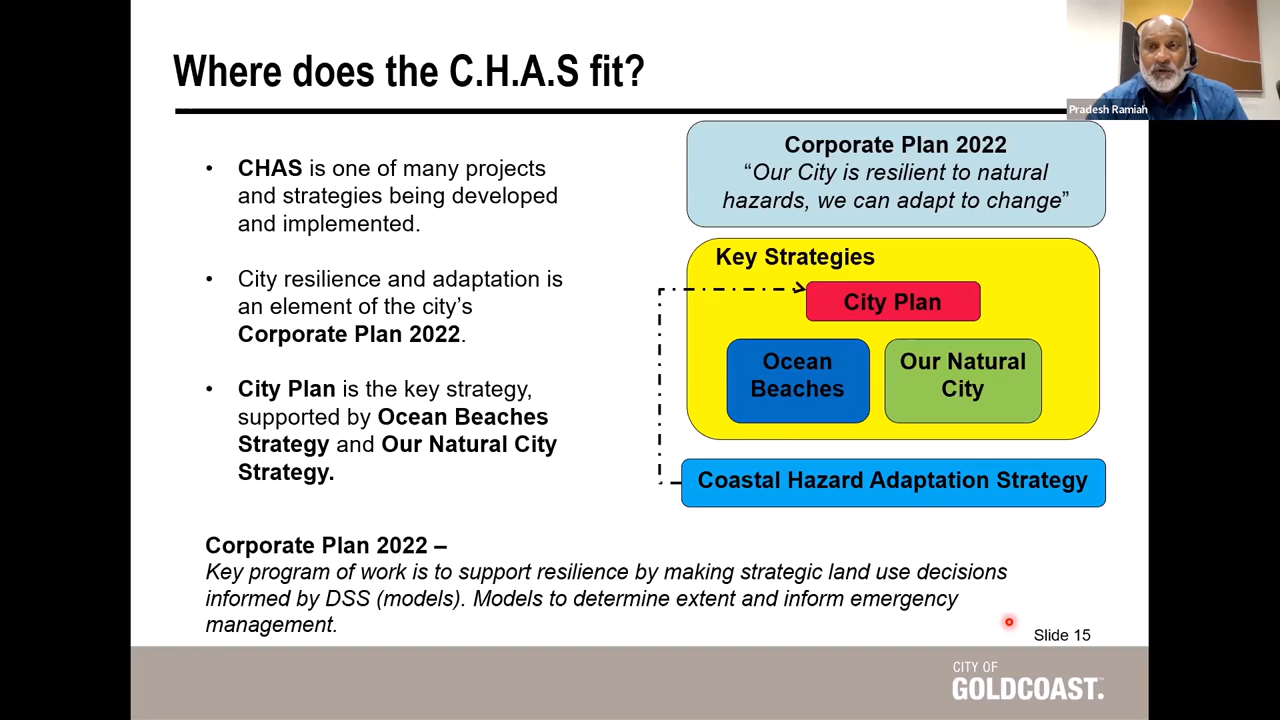 Where does the C.H.A.S fit?
Pradesh Ramiah
• CHAS is one of many projects
and strategies being developed
and implemented.
• City resilience and adaptation is
an element of the city’s
Corporate Plan 2022.
• City Plan is the key strategy,
supported by Ocean Beaches
Strategy and Our Natural City
Strategy.
Corporate Plan 2022
“Our City is resilient to natural
hazards, we can adapt to change”
Key Strategies
City Plan
Ocean
Beaches
Our Natural
City
Coastal Hazard Adaptation Strategy
Corporate Plan 2022 –
Key program of work is to support resilience by making strategic land use decisions
informed by DSS (models). Models to determine extent and inform emergency
management.
Slide 15
CITY OF
GOLDCOAST.